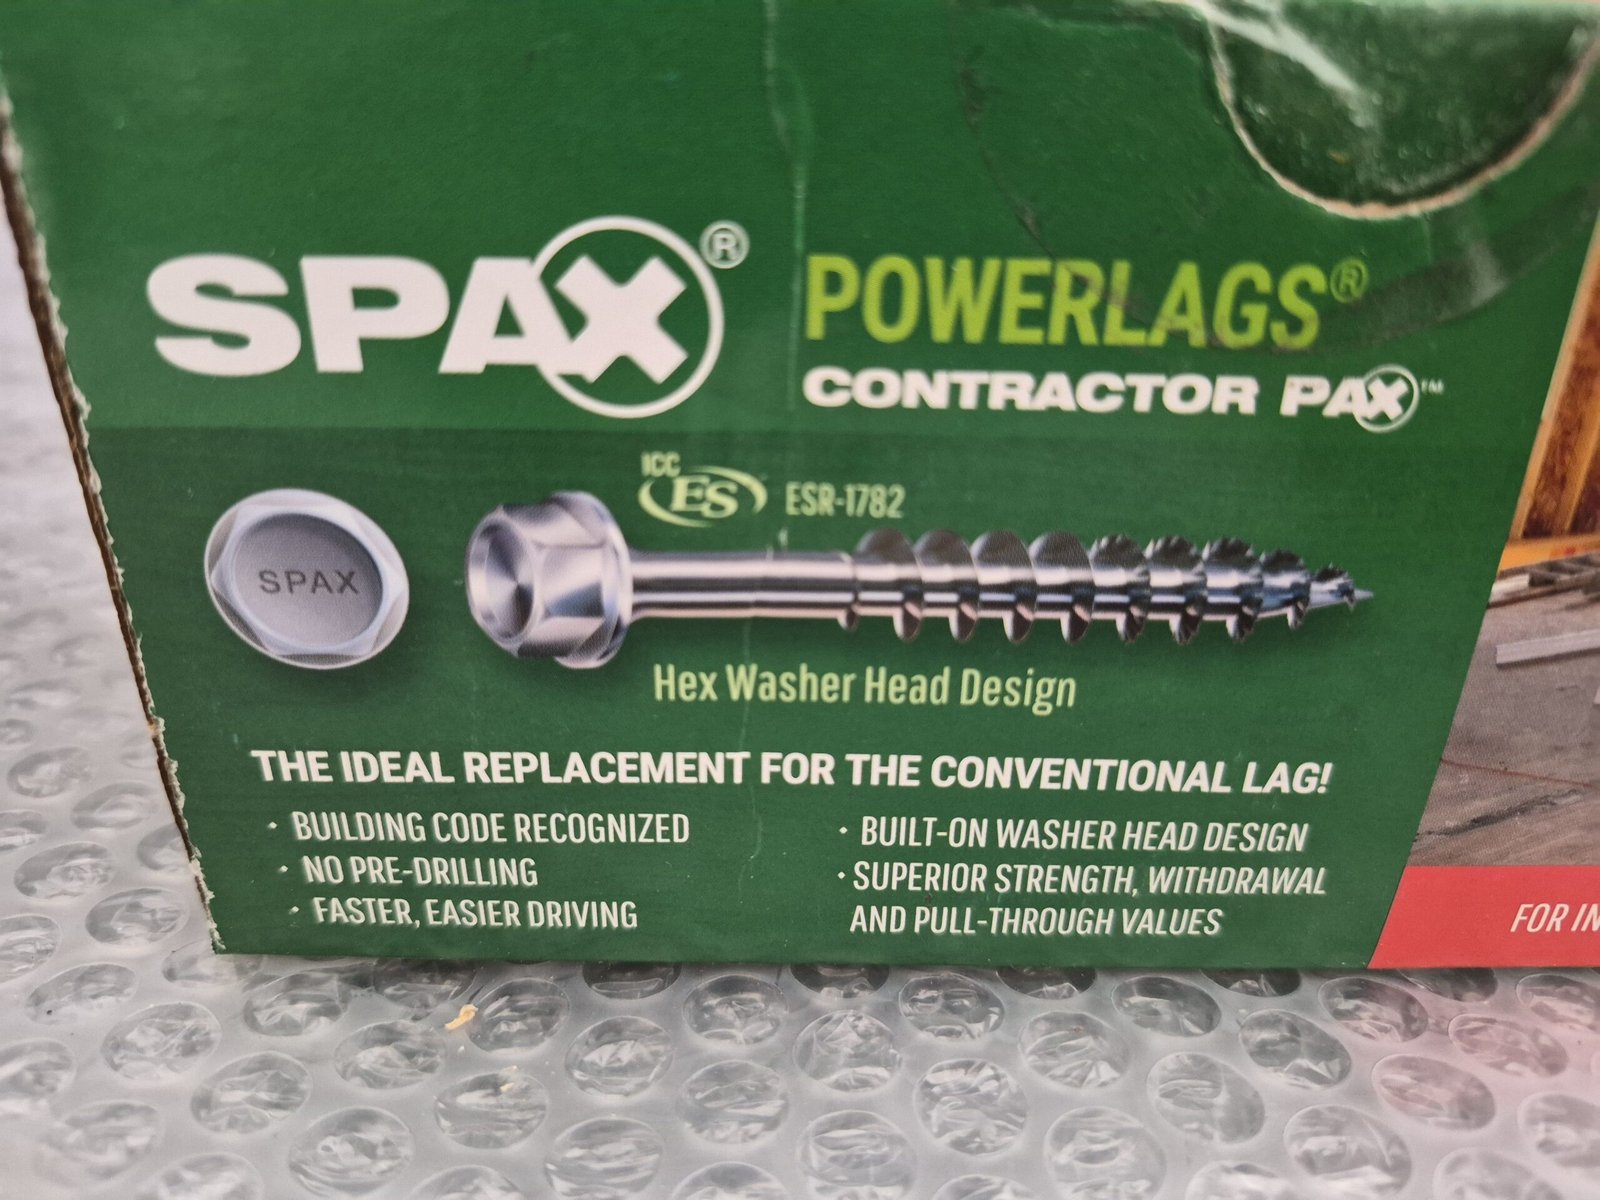 SPAX®
POWERLAGS®
CONTRACTOR PAX™
ICC
ES
ESR-1782
SPAX
Hex Washer Head Design
THE IDEAL REPLACEMENT FOR THE CONVENTIONAL LAG!
· BUILDING CODE RECOGNIZED
· NO PRE-DRILLING
· FASTER, EASIER DRIVING
· BUILT-ON WASHER HEAD DESIGN
· SUPERIOR STRENGTH, WITHDRAWAL
AND PULL-THROUGH VALUES
FOR